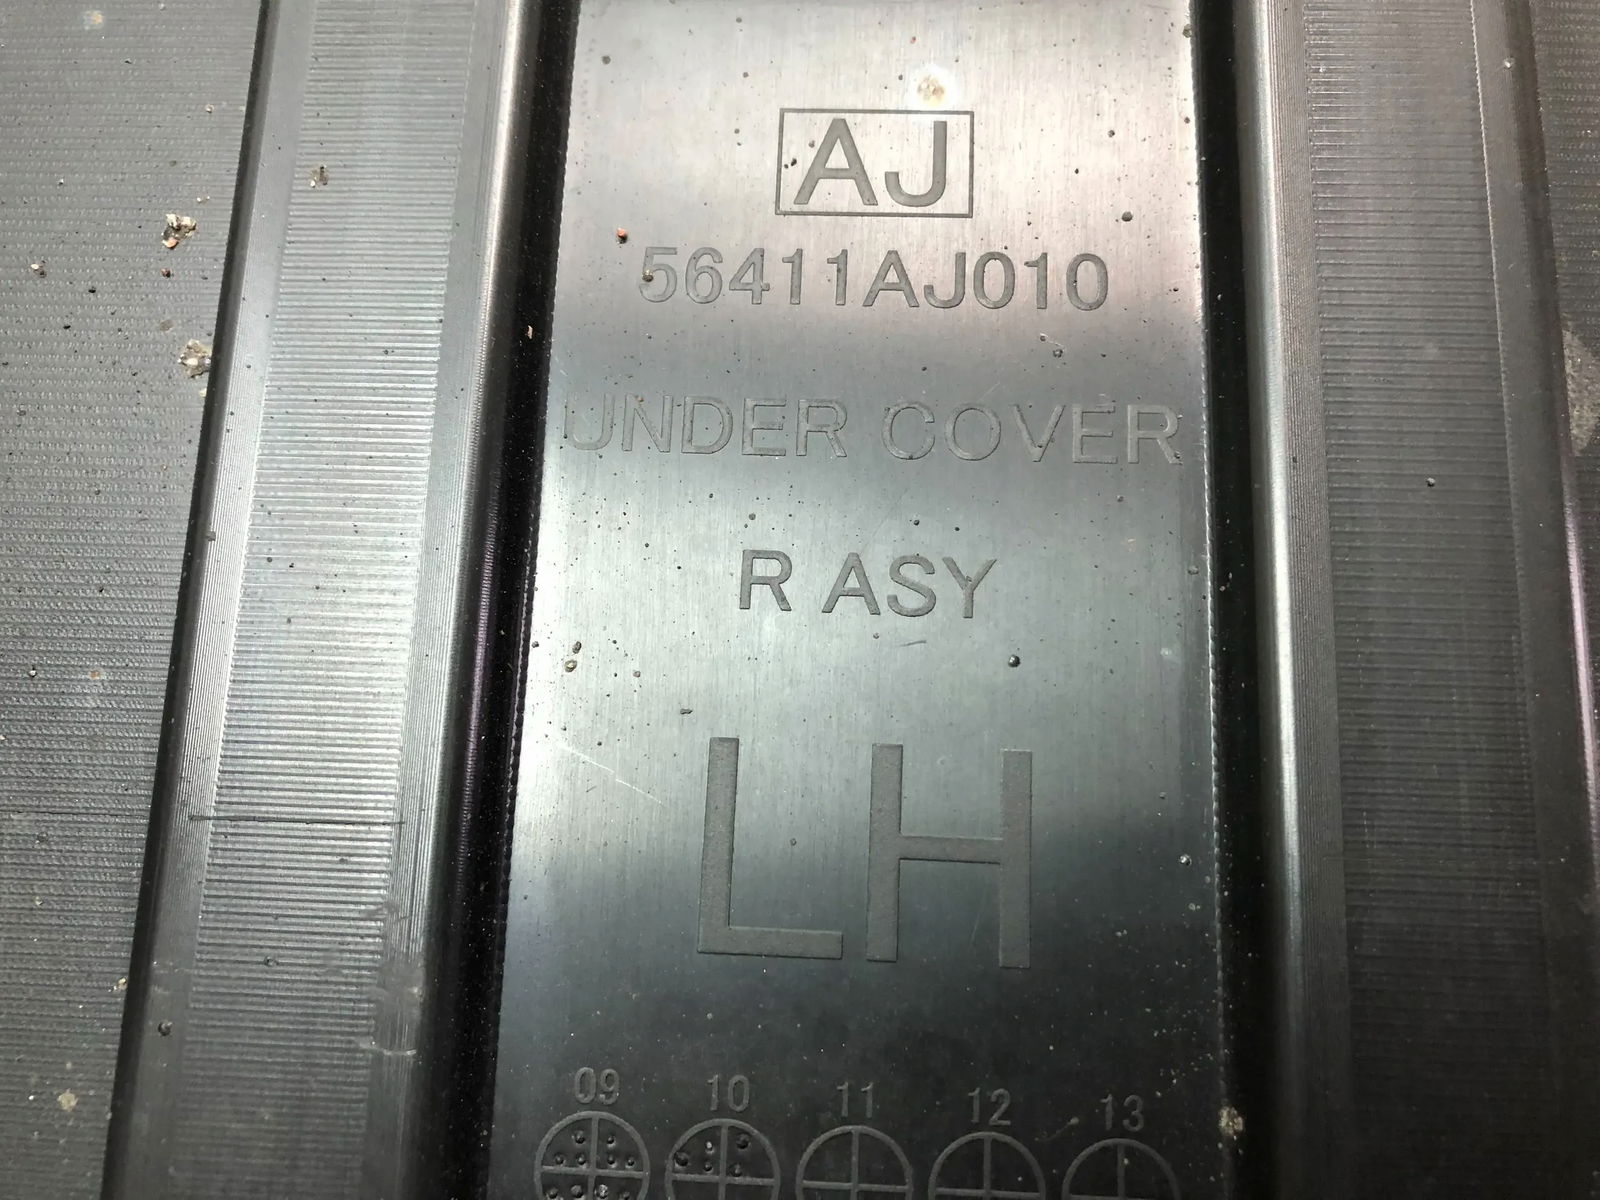 AJ
56411AJ010
UNDER COVER
R ASY
LH
09 10 11 12 13